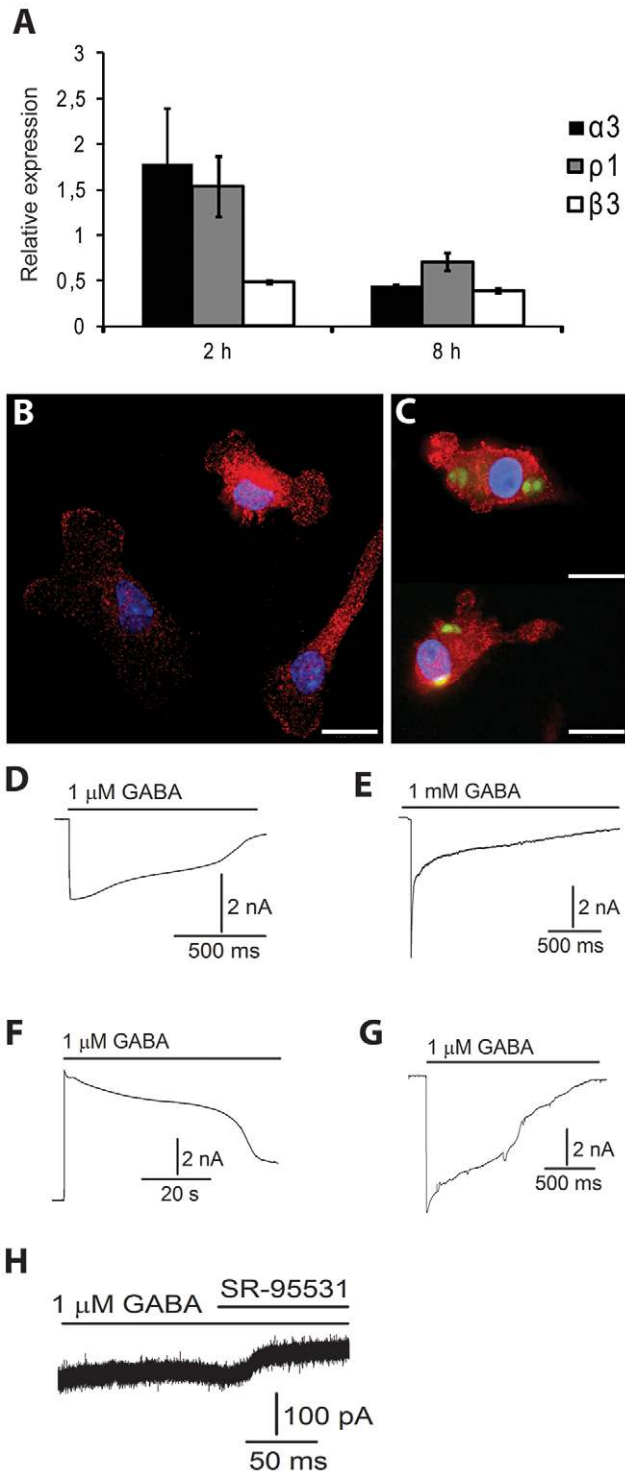 A
3
2,5
2
1,5
1
0,5
0
Relative expression
2 h
8 h
α3
ρ1
β3
B
C
D
1 μM GABA
2 nA
500 ms
E
1 mM GABA
2 nA
500 ms
F
1 μM GABA
2 nA
20 s
G
1 μM GABA
2 nA
500 ms
H
SR-95531
1 μM GABA
100 pA
50 ms